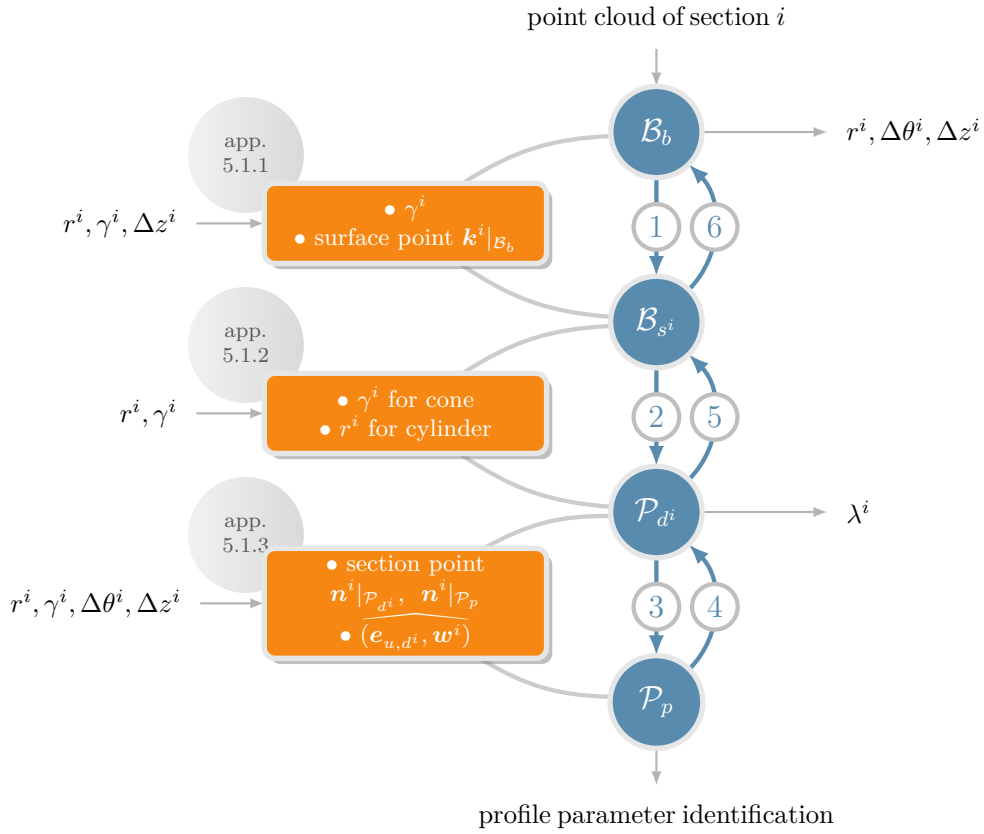 point cloud of section i
app.
5.1.1
ℬ_b
r^i, Δθ^i, Δz^i
r^i, γ^i, Δz^i
• γ^i
• surface point k^i|_{ℬ_b}
1
6
app.
5.1.2
ℬ_{s^i}
r^i, γ^i
• γ^i for cone
• r^i for cylinder
2
5
app.
5.1.3
𝒫_{d^i}
λ^i
r^i, γ^i, Δθ^i, Δz^i
• section point
n^i|_{𝒫_{d^i}}, n^i|_{𝒫_p}
• \widehat{(e_{u,d^i}, w^i)}
3
4
𝒫_p
profile parameter identification